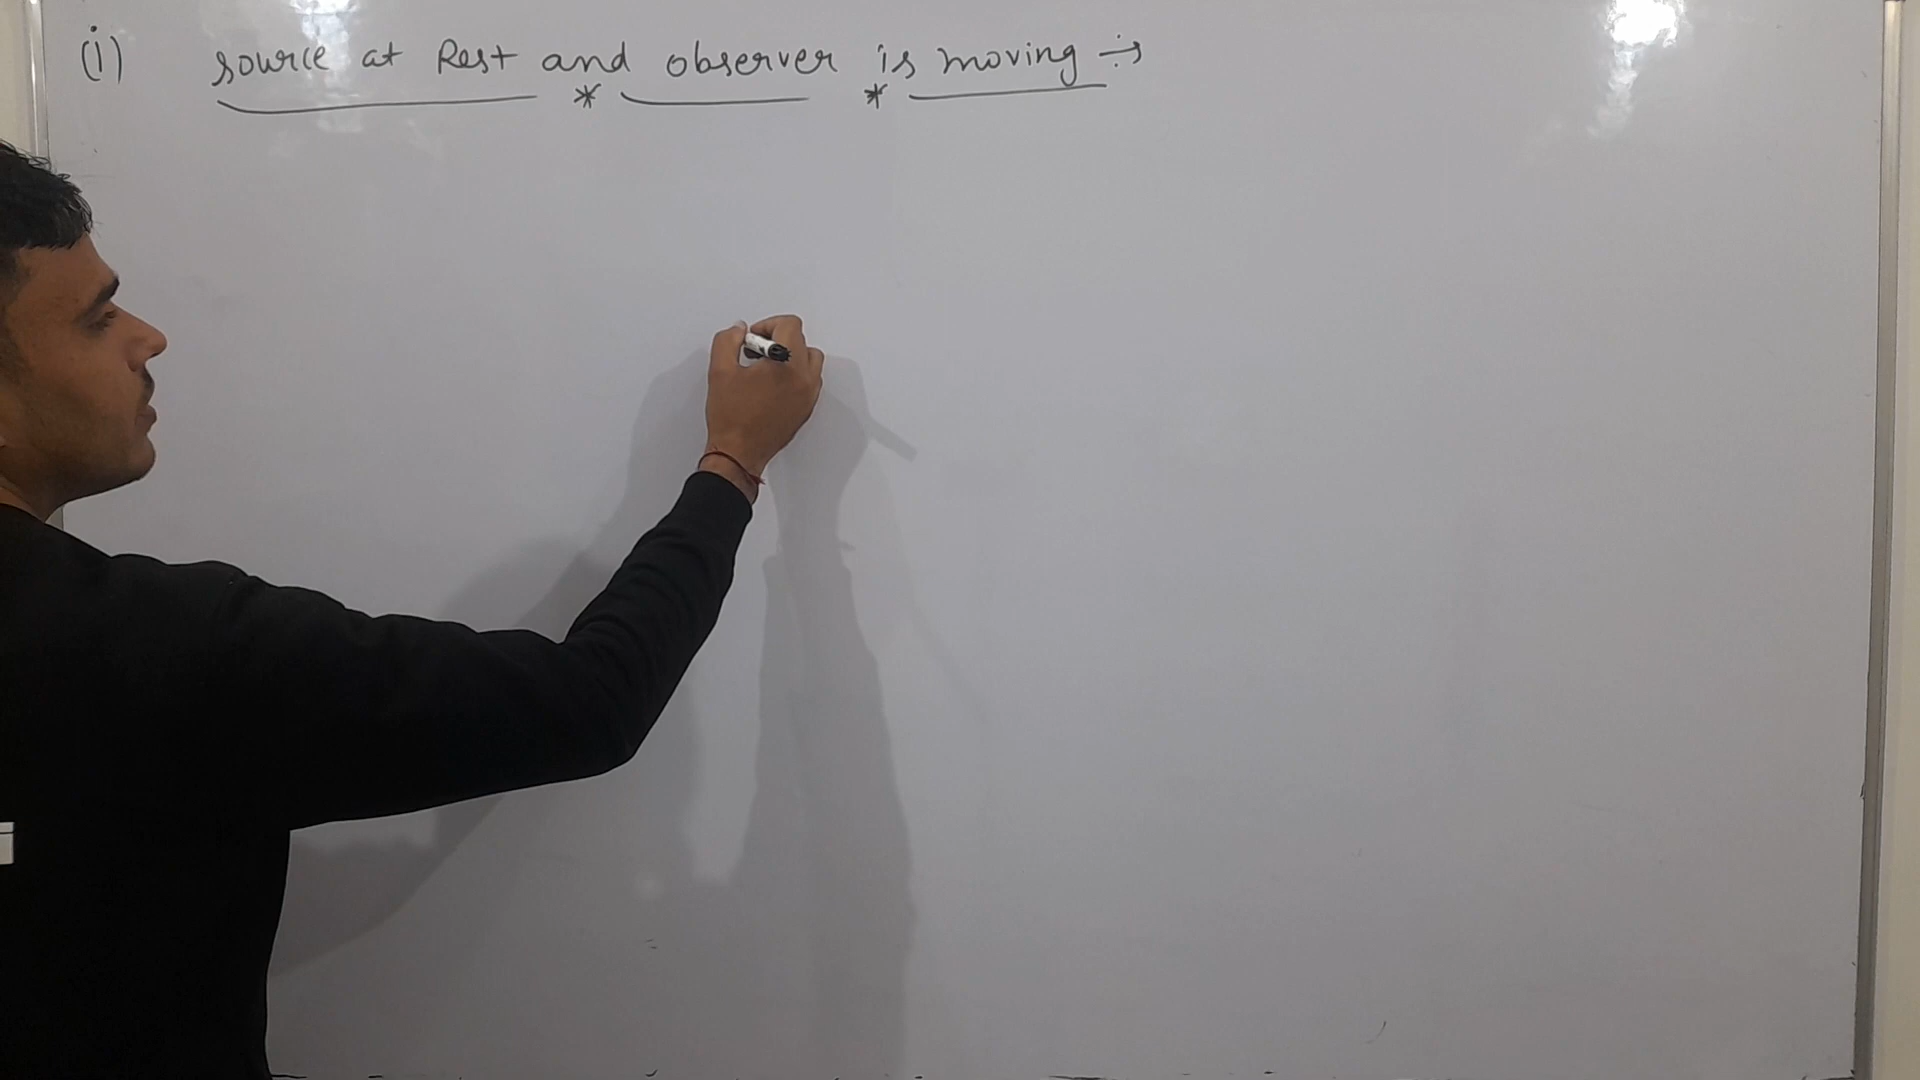 (i) source at Rest and observer is moving :->
* *